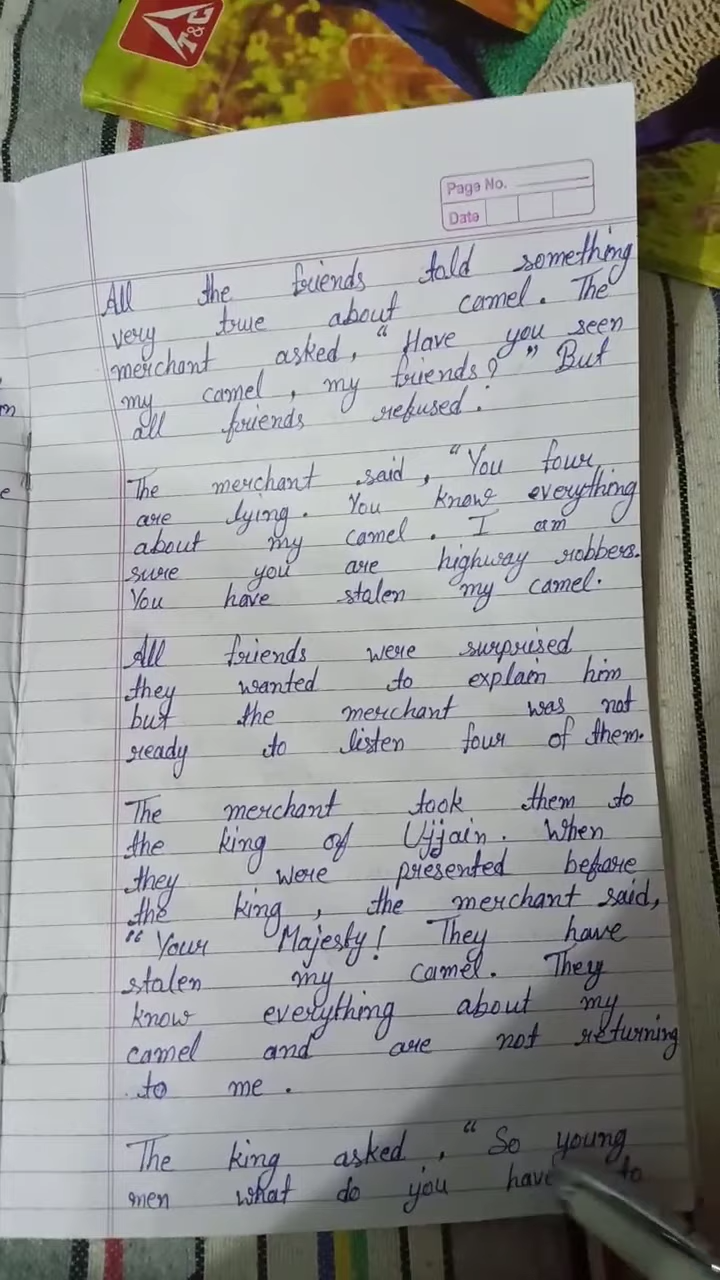 T&C
Page No.
Date
All the friends told something
very true about camel. The
merchant asked, "Have you seen
my camel, my friends?" But
all friends refused.
The merchant said, "You four
are lying. You know everything
about my camel. I am
sure you are highway robbers.
You have stalen my camel.
All friends were surprised
they wanted to explain him
but the merchant was not
ready to listen four of them.
The merchant took them to
the king of Ujjain. When
they were presented before
the king, the merchant said,
"Your Majesty! They have
stalen my camel. They
know everything about my
camel and are not returning
to me.
The king asked, "So young
men what do you have to